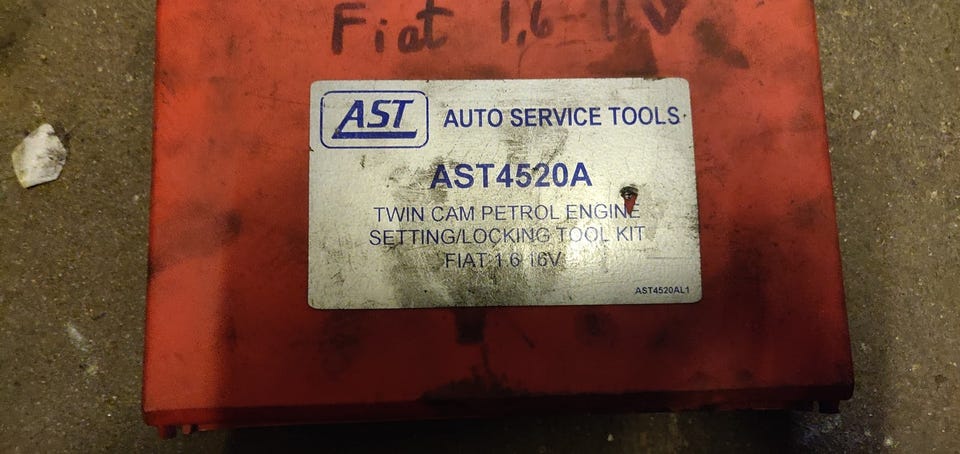 Fiat 1,6-16V
AST AUTO SERVICE TOOLS
AST4520A
TWIN CAM PETROL ENGINE
SETTING/LOCKING TOOL KIT
FIAT 1.6 16V
AST4520AL1